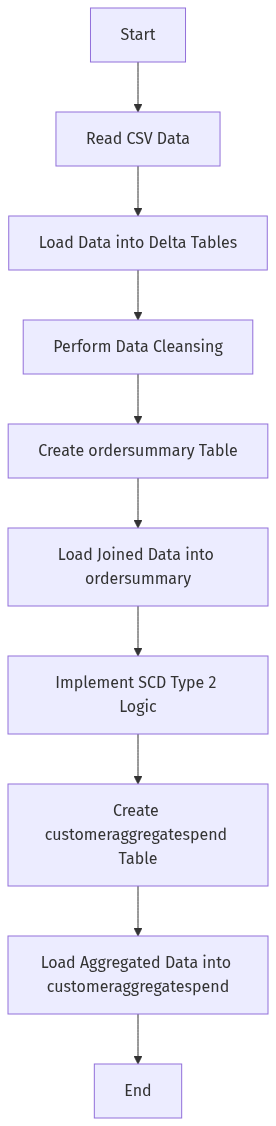 Start
Read CSV Data
Load Data into Delta Tables
Perform Data Cleansing
Create ordersummary Table
Load Joined Data into
ordersummary
Implement SCD Type 2
Logic
Create
customeraggregatespend
Table
Load Aggregated Data into
customeraggregatespend
End